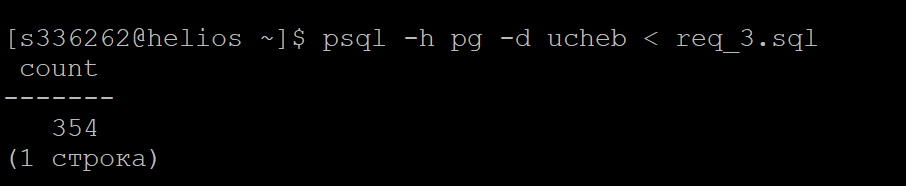 [s336262@helios ~]$ psql -h pg -d ucheb < req_3.sql
 count
-------
   354
(1 строка)